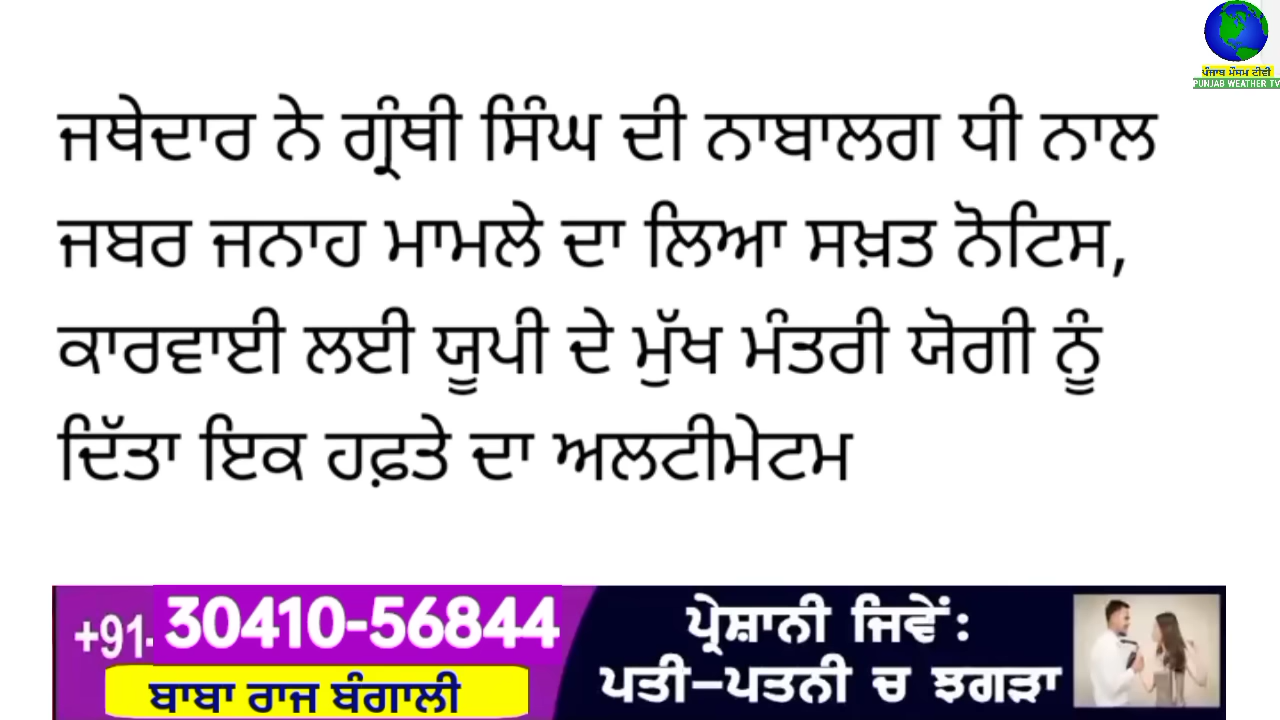 ਪੰਜਾਬ ਮੌਸਮ ਟੀਵੀ
PUNJAB WEATHER TV
ਜਥੇਦਾਰ ਨੇ ਗ੍ਰੰਥੀ ਸਿੰਘ ਦੀ ਨਾਬਾਲਗ ਧੀ ਨਾਲ
ਜਬਰ ਜਨਾਹ ਮਾਮਲੇ ਦਾ ਲਿਆ ਸਖ਼ਤ ਨੋਟਿਸ,
ਕਾਰਵਾਈ ਲਈ ਯੂਪੀ ਦੇ ਮੁੱਖ ਮੰਤਰੀ ਯੋਗੀ ਨੂੰ
ਦਿੱਤਾ ਇਕ ਹਫ਼ਤੇ ਦਾ ਅਲਟੀਮੇਟਮ
+91-30410-56844
ਬਾਬਾ ਰਾਜ ਬੰਗਾਲੀ
ਪ੍ਰੇਸ਼ਾਨੀ ਜਿਵੇਂ:
ਪਤੀ-ਪਤਨੀ ਚ ਝਗੜਾ